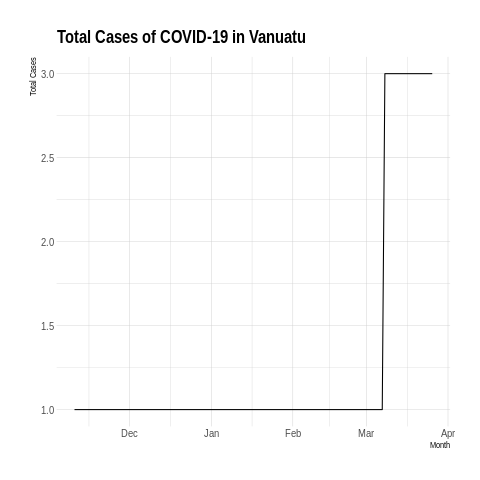 Total Cases of COVID-19 in Vanuatu
Total Cases
3.0
2.5
2.0
1.5
1.0
Dec Jan Feb Mar Apr
Month